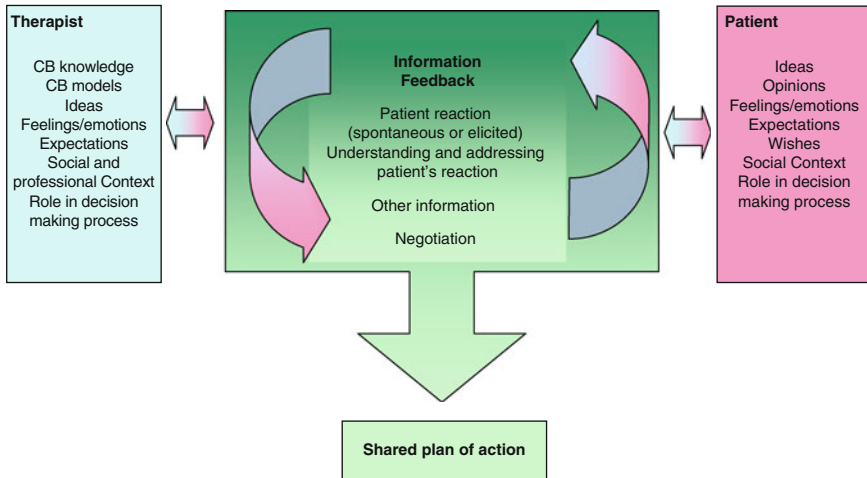 Therapist
CB knowledge
CB models
Ideas
Feelings/emotions
Expectations
Social and
professional Context
Role in decision
making process
Information
Feedback
Patient reaction
(spontaneous or elicited)
Understanding and addressing
patient's reaction
Other information
Negotiation
Patient
Ideas
Opinions
Feelings/emotions
Expectations
Wishes
Social Context
Role in decision
making process
Shared plan of action